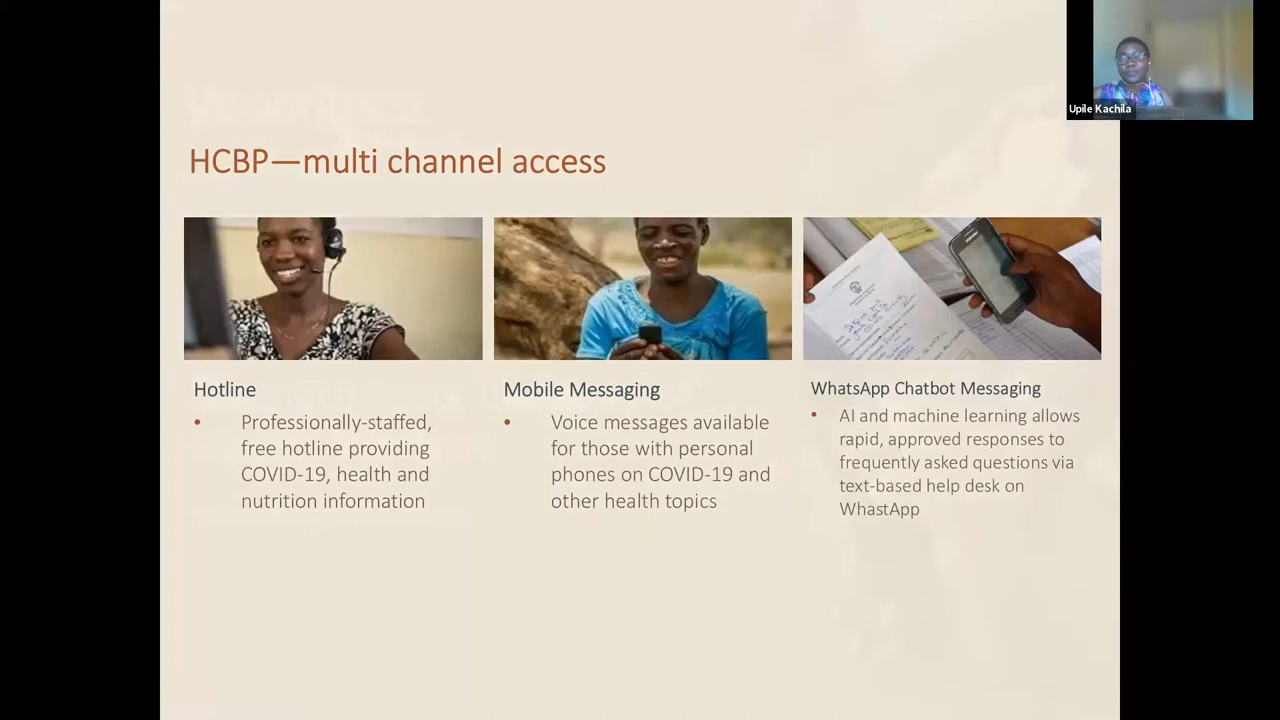 Upile Kachila
HCBP—multi channel access
Hotline
• Professionally-staffed,
free hotline providing
COVID-19, health and
nutrition information
Mobile Messaging
• Voice messages available
for those with personal
phones on COVID-19 and
other health topics
SAMSUNG
WhatsApp Chatbot Messaging
• AI and machine learning allows
rapid, approved responses to
frequently asked questions via
text-based help desk on
WhastApp